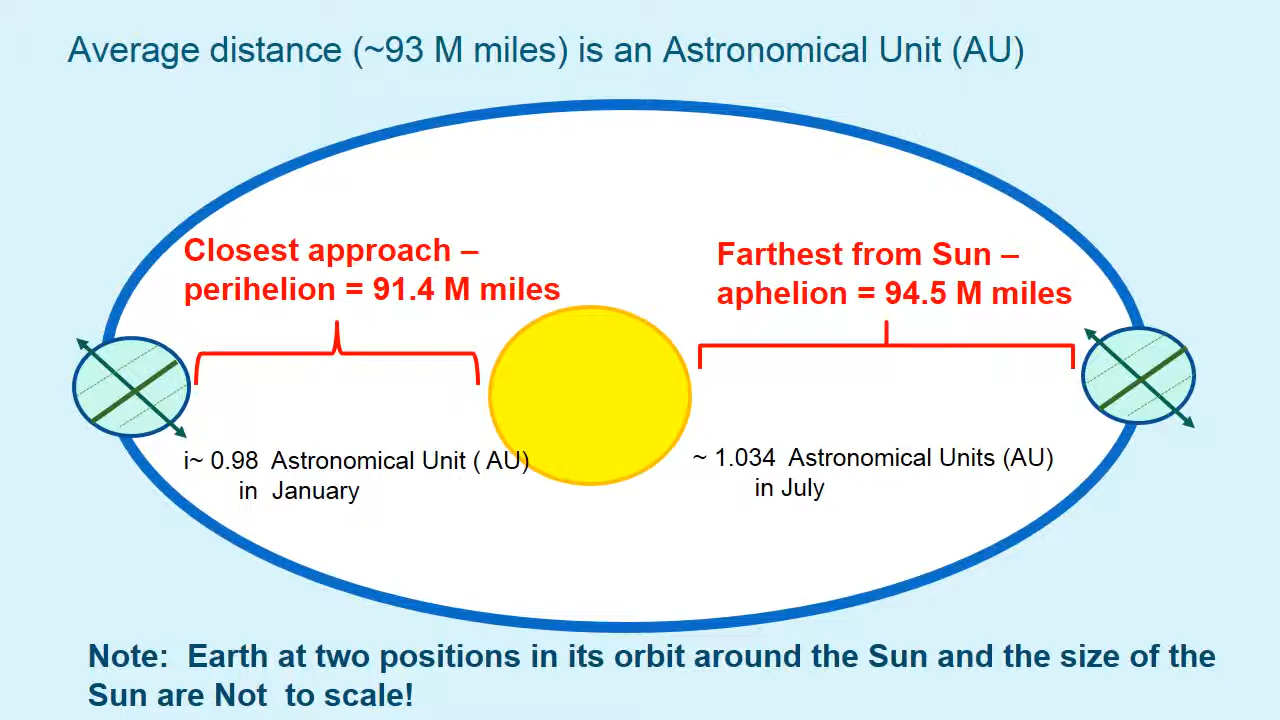 Average distance (~93 M miles) is an Astronomical Unit (AU)
Closest approach –
perihelion = 91.4 M miles
Farthest from Sun –
aphelion = 94.5 M miles
i~ 0.98 Astronomical Unit ( AU)
in January
~ 1.034 Astronomical Units (AU)
in July
Note: Earth at two positions in its orbit around the Sun and the size of the
Sun are Not to scale!